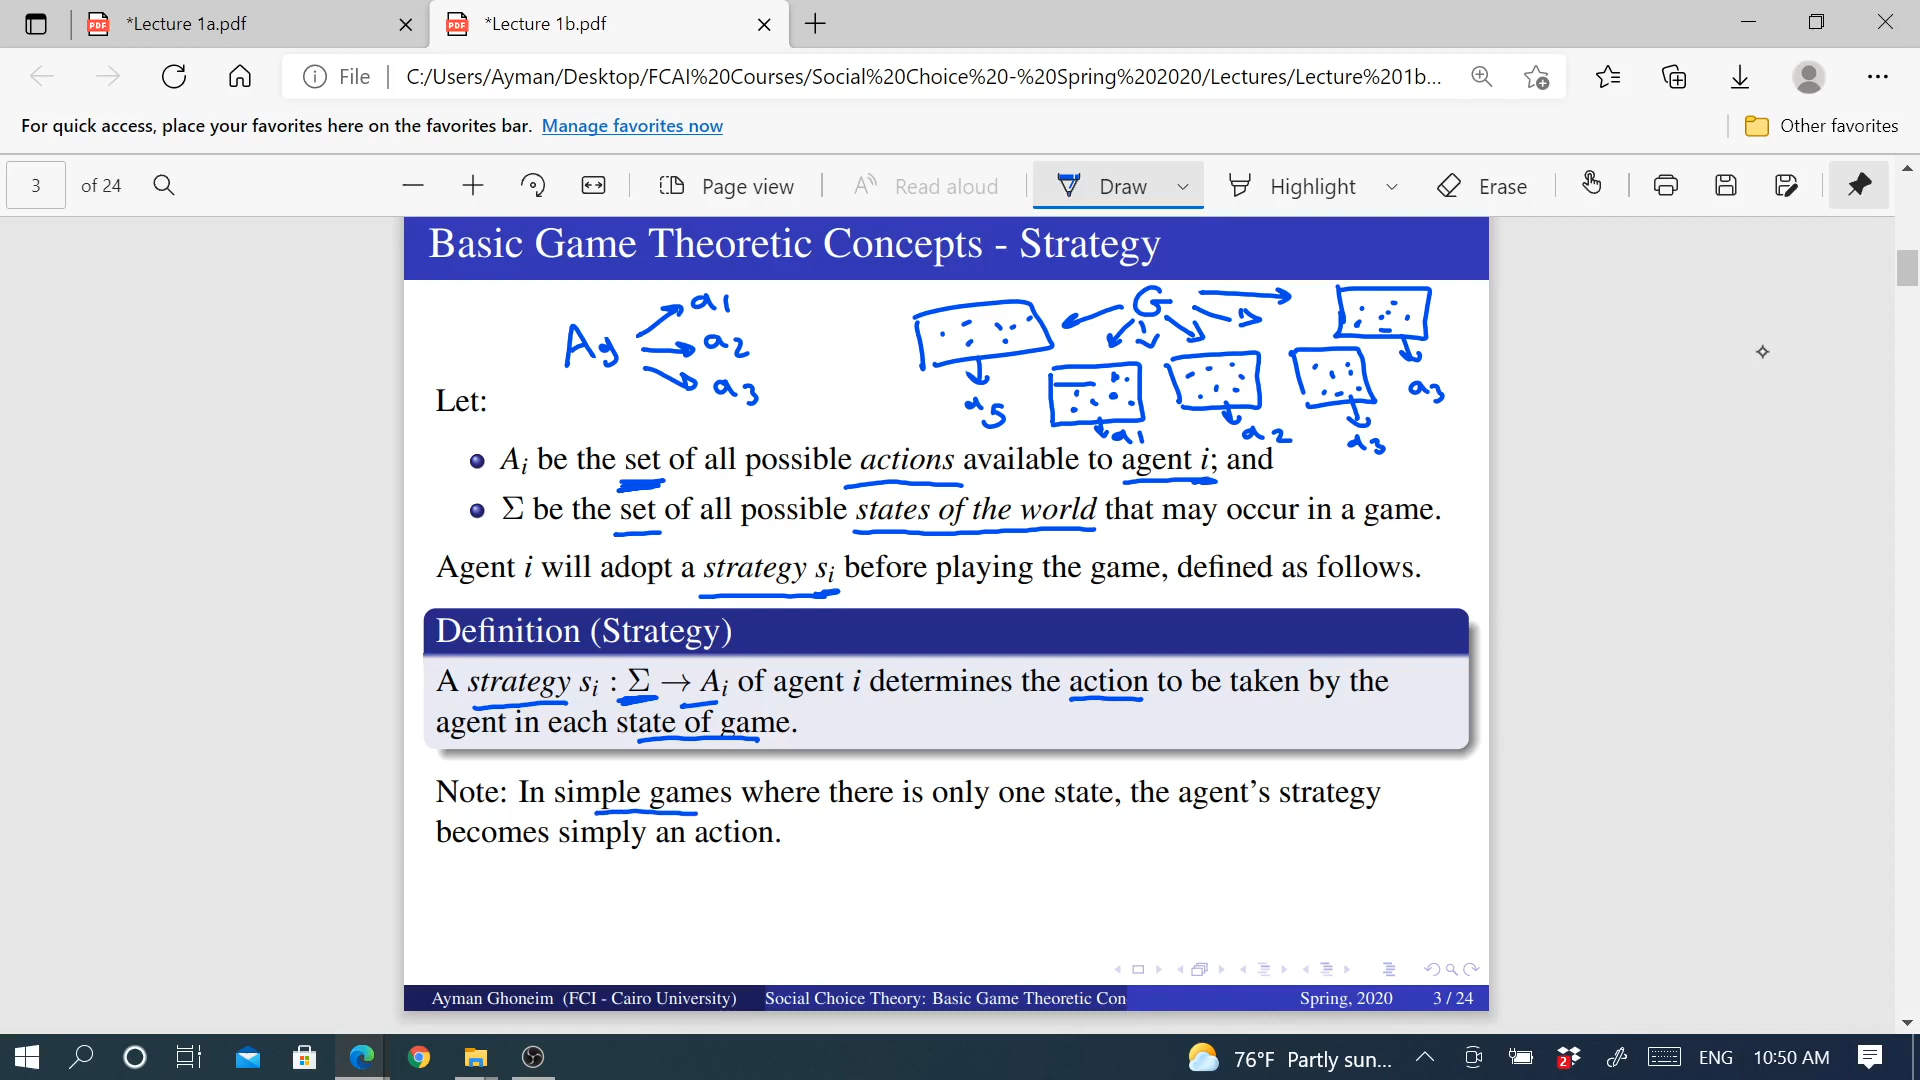 *Lecture 1a.pdf
*Lecture 1b.pdf
File
C:/Users/Ayman/Desktop/FCAI%20Courses/Social%20Choice%20-%20Spring%202020/Lectures/Lecture%201b...
For quick access, place your favorites here on the favorites bar. Manage favorites now
Other favorites
3 of 24
Page view
Read aloud
Draw
Highlight
Erase
Basic Game Theoretic Concepts - Strategy
Ag
a1
a2
a3
G
a5
a1
a2
a3
a3
Let:
Ai be the set of all possible actions available to agent i; and
Σ be the set of all possible states of the world that may occur in a game.
Agent i will adopt a strategy si before playing the game, defined as follows.
Definition (Strategy)
A strategy si : Σ → Ai of agent i determines the action to be taken by the
agent in each state of game.
Note: In simple games where there is only one state, the agent's strategy
becomes simply an action.
Ayman Ghoneim (FCI - Cairo University)
Social Choice Theory: Basic Game Theoretic Con
Spring, 2020
3 / 24
76°F Partly sun...
2
ENG
10:50 AM